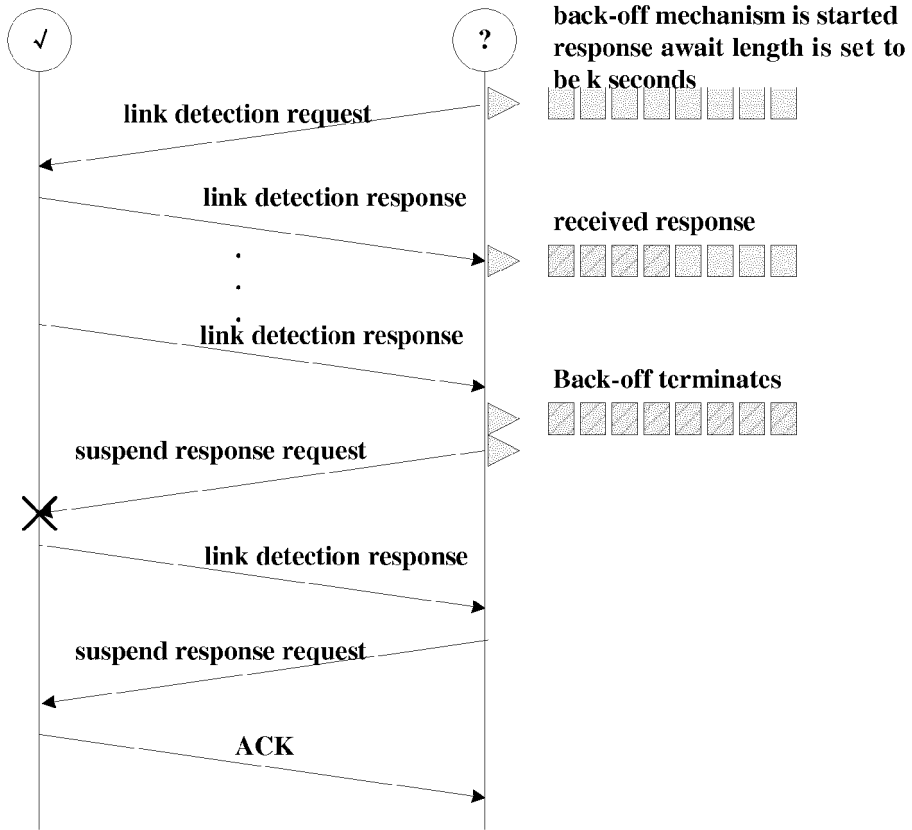 √
?
back-off mechanism is started
response await length is set to
be k seconds
link detection request
link detection response
received response
link detection response
Back-off terminates
suspend response request
link detection response
suspend response request
ACK